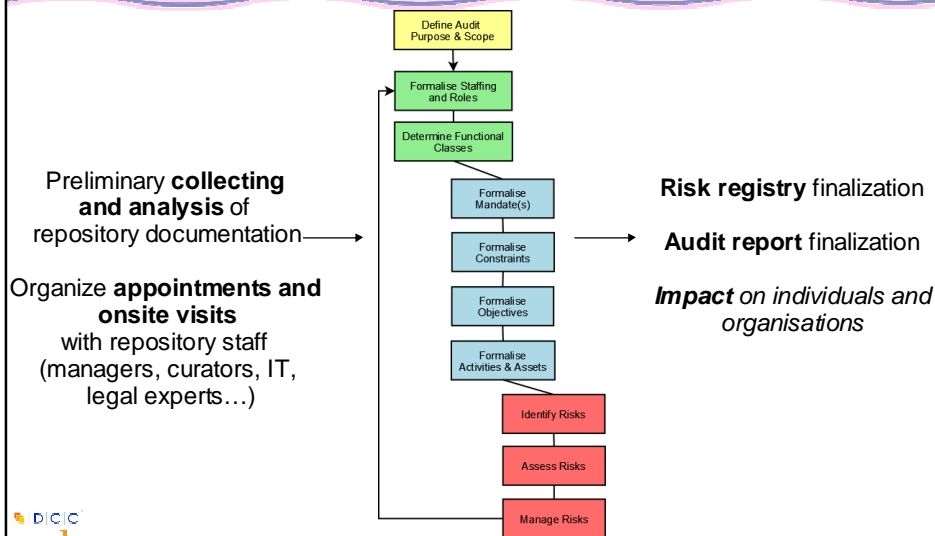 Define Audit
Purpose & Scope
Formalise Staffing
and Roles
Determine Functional
Classes
Preliminary collecting
and analysis of
repository documentation
Organize appointments and
onsite visits
with repository staff
(managers, curators, IT,
legal experts…)
Formalise
Mandate(s)
Formalise
Constraints
Formalise
Objectives
Formalise
Activities & Assets
Identify Risks
Assess Risks
Manage Risks
Risk registry finalization
Audit report finalization
Impact on individuals and
organisations
D|C|C